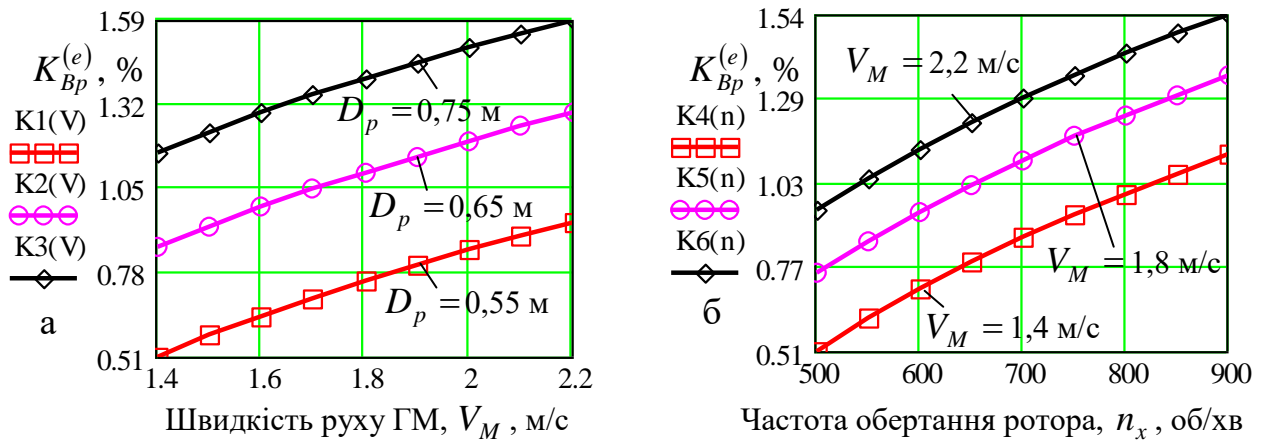 1.59
K_{Bp}^{(e)} , %
1.32
K1(V)
K2(V)
1.05
K3(V)
0.78
а
0.51
D_p = 0,75 м
D_p = 0,65 м
D_p = 0,55 м
1.4 1.6 1.8 2 2.2
Швидкість руху ГМ, V_M , м/с
1.54
K_{Bp}^{(e)} , %
1.29
K4(n)
K5(n)
1.03
K6(n)
0.77
б
0.51
V_M = 2,2 м/с
V_M = 1,8 м/с
V_M = 1,4 м/с
500 600 700 800 900
Частота обертання ротора, n_x , об/хв